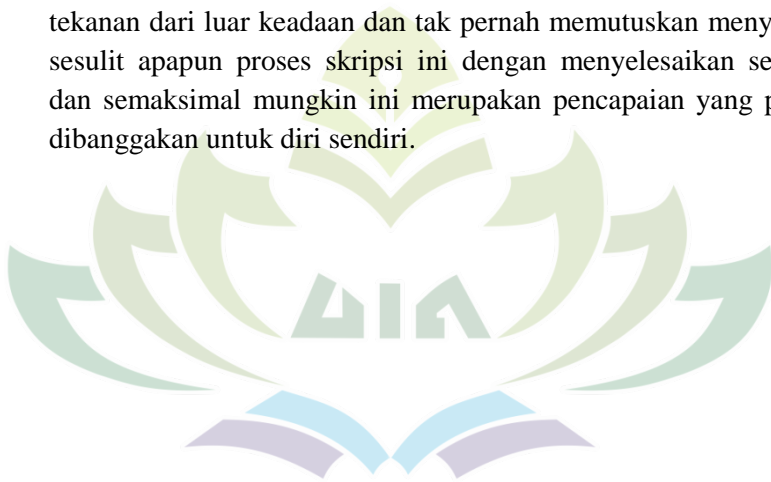 tekanan dari luar keadaan dan tak pernah memutuskan meny
sesulit apapun proses skripsi ini dengan menyelesaikan se
dan semaksimal mungkin ini merupakan pencapaian yang p
dibanggakan untuk diri sendiri.
UIN